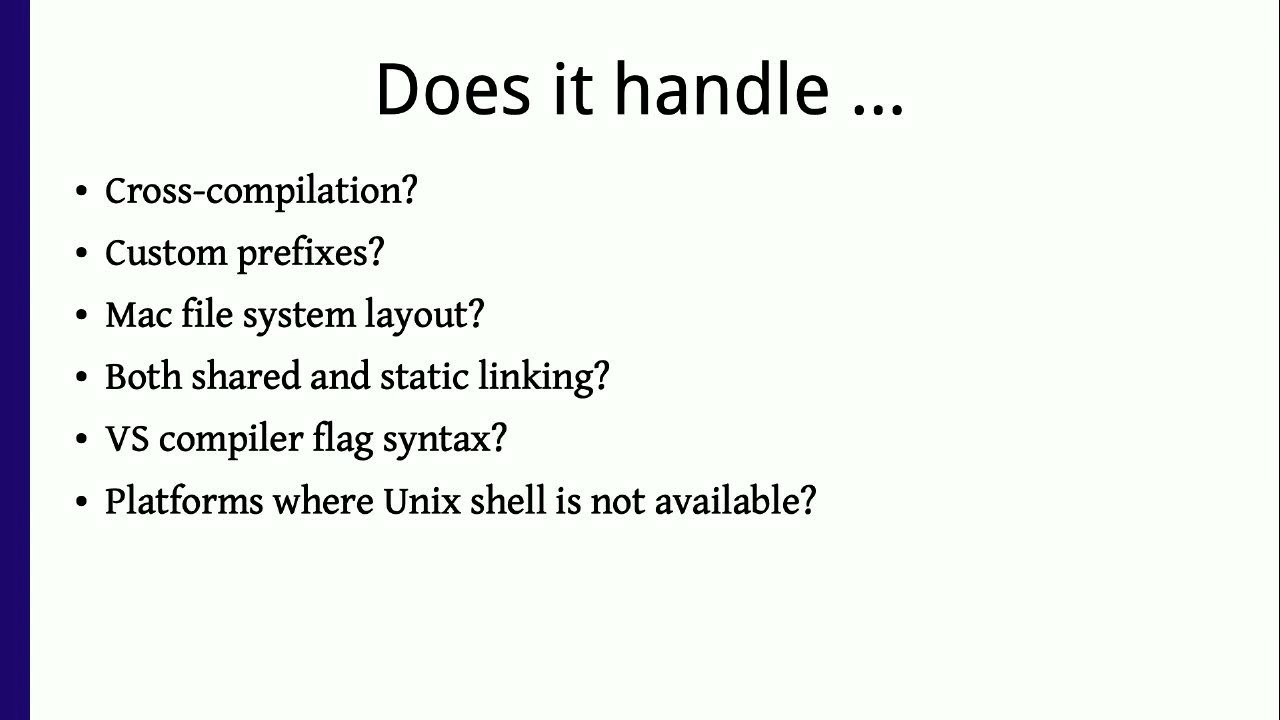 Does it handle ...
• Cross-compilation?
• Custom prefixes?
• Mac file system layout?
• Both shared and static linking?
• VS compiler flag syntax?
• Platforms where Unix shell is not available?